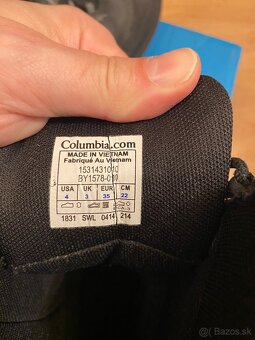 Columbia.com
MADE IN VIETNAM
Fabriqué Au Vietnam
1531431010
BY1578-010
USA UK EUR CM
4 3 35 22
1831 SWL 0414 214
© Bazos.sk